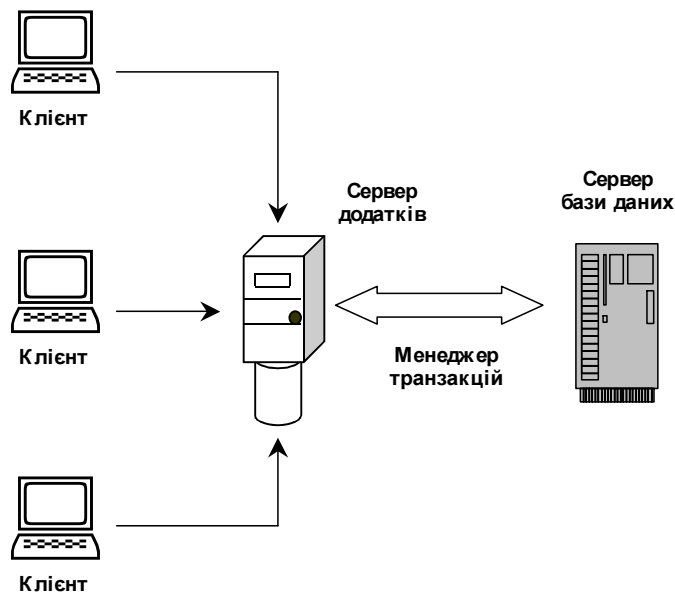 Клієнт
Сервер
додатків
Сервер
бази даних
Клієнт
Менеджер
транзакцій
Клієнт